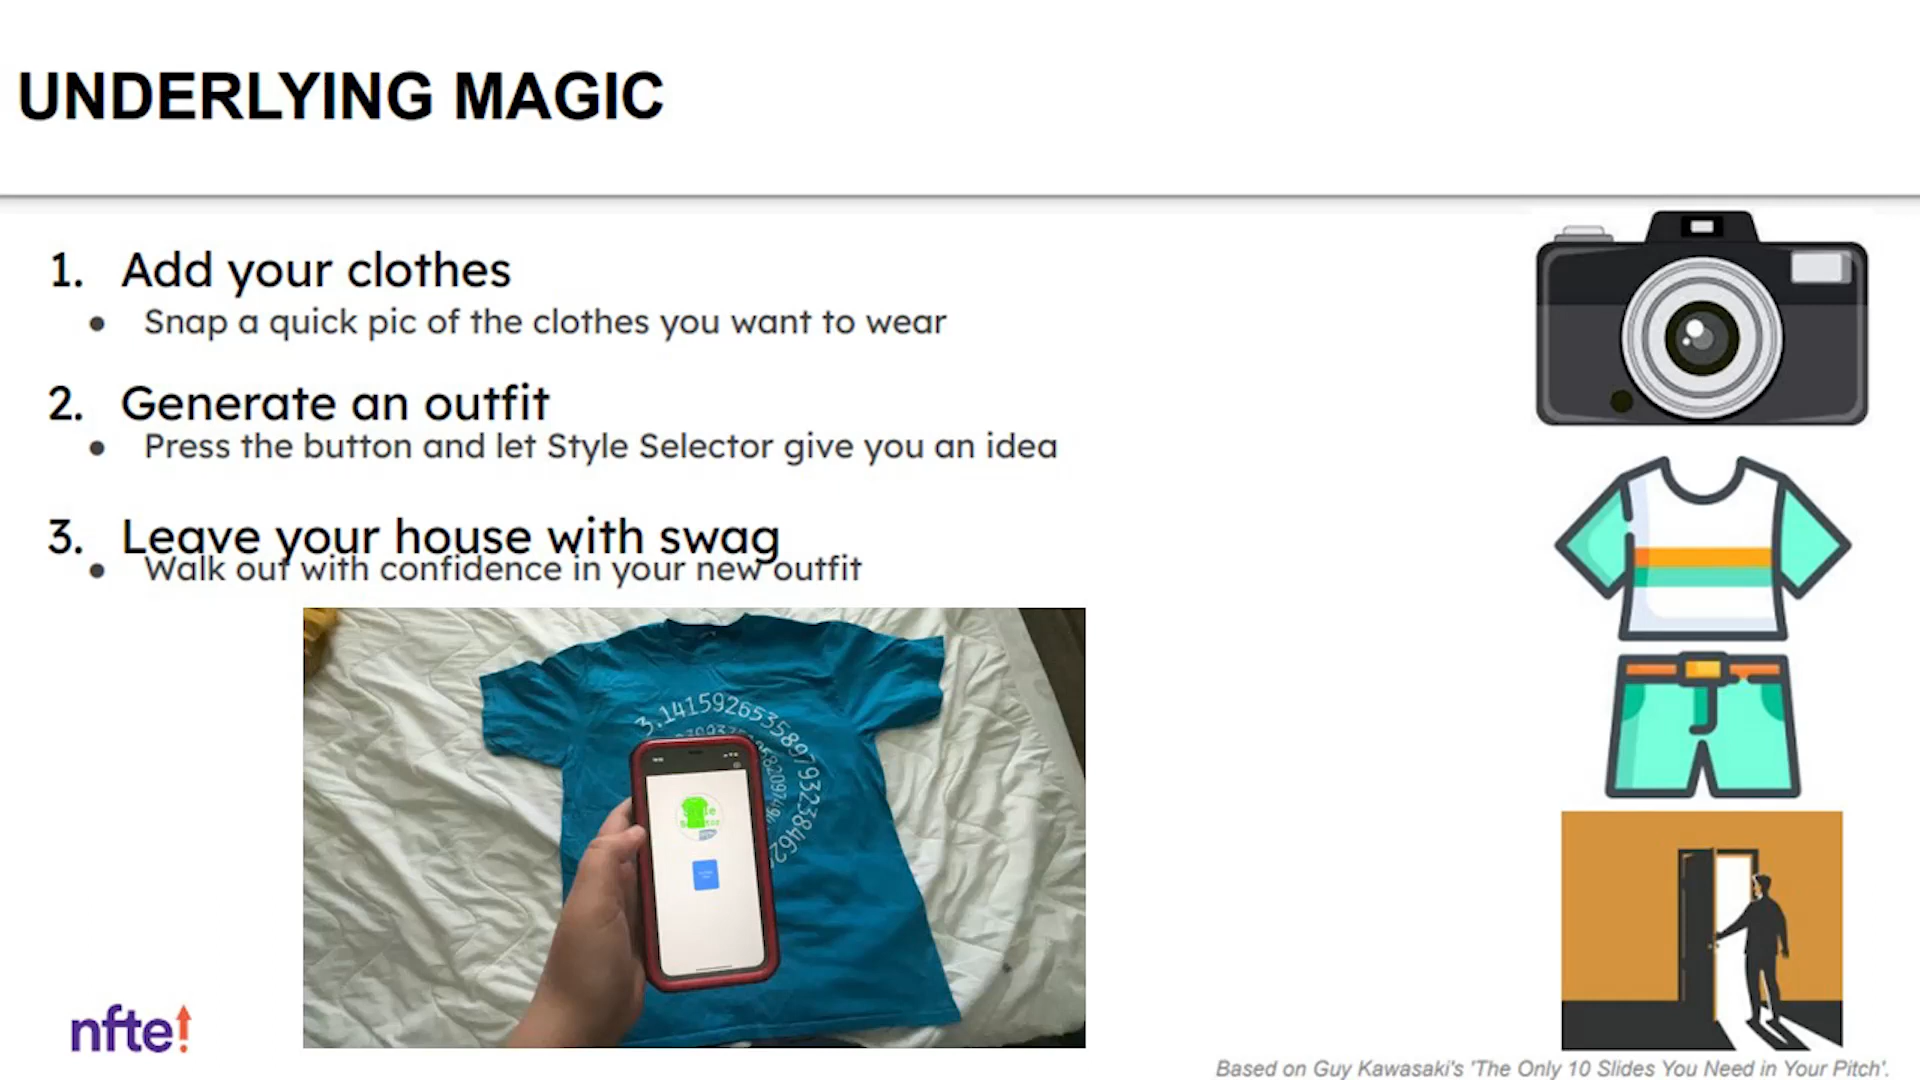 UNDERLYING MAGIC
1. Add your clothes
● Snap a quick pic of the clothes you want to wear
2. Generate an outfit
● Press the button and let Style Selector give you an idea
3. Leave your house with swag
● Walk out with confidence in your new outfit
3.14159265358979323846
nfte!
Based on Guy Kawasaki's 'The Only 10 Slides You Need in Your Pitch'.